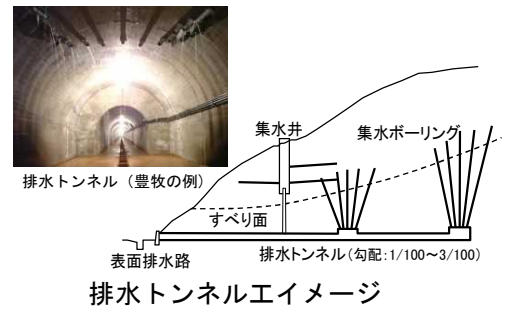 排水トンネル（豊牧の例）
集水井
集水ボーリング
すべり面
表面排水路
排水トンネル(勾配:1/100～3/100)
排水トンネル工イメージ